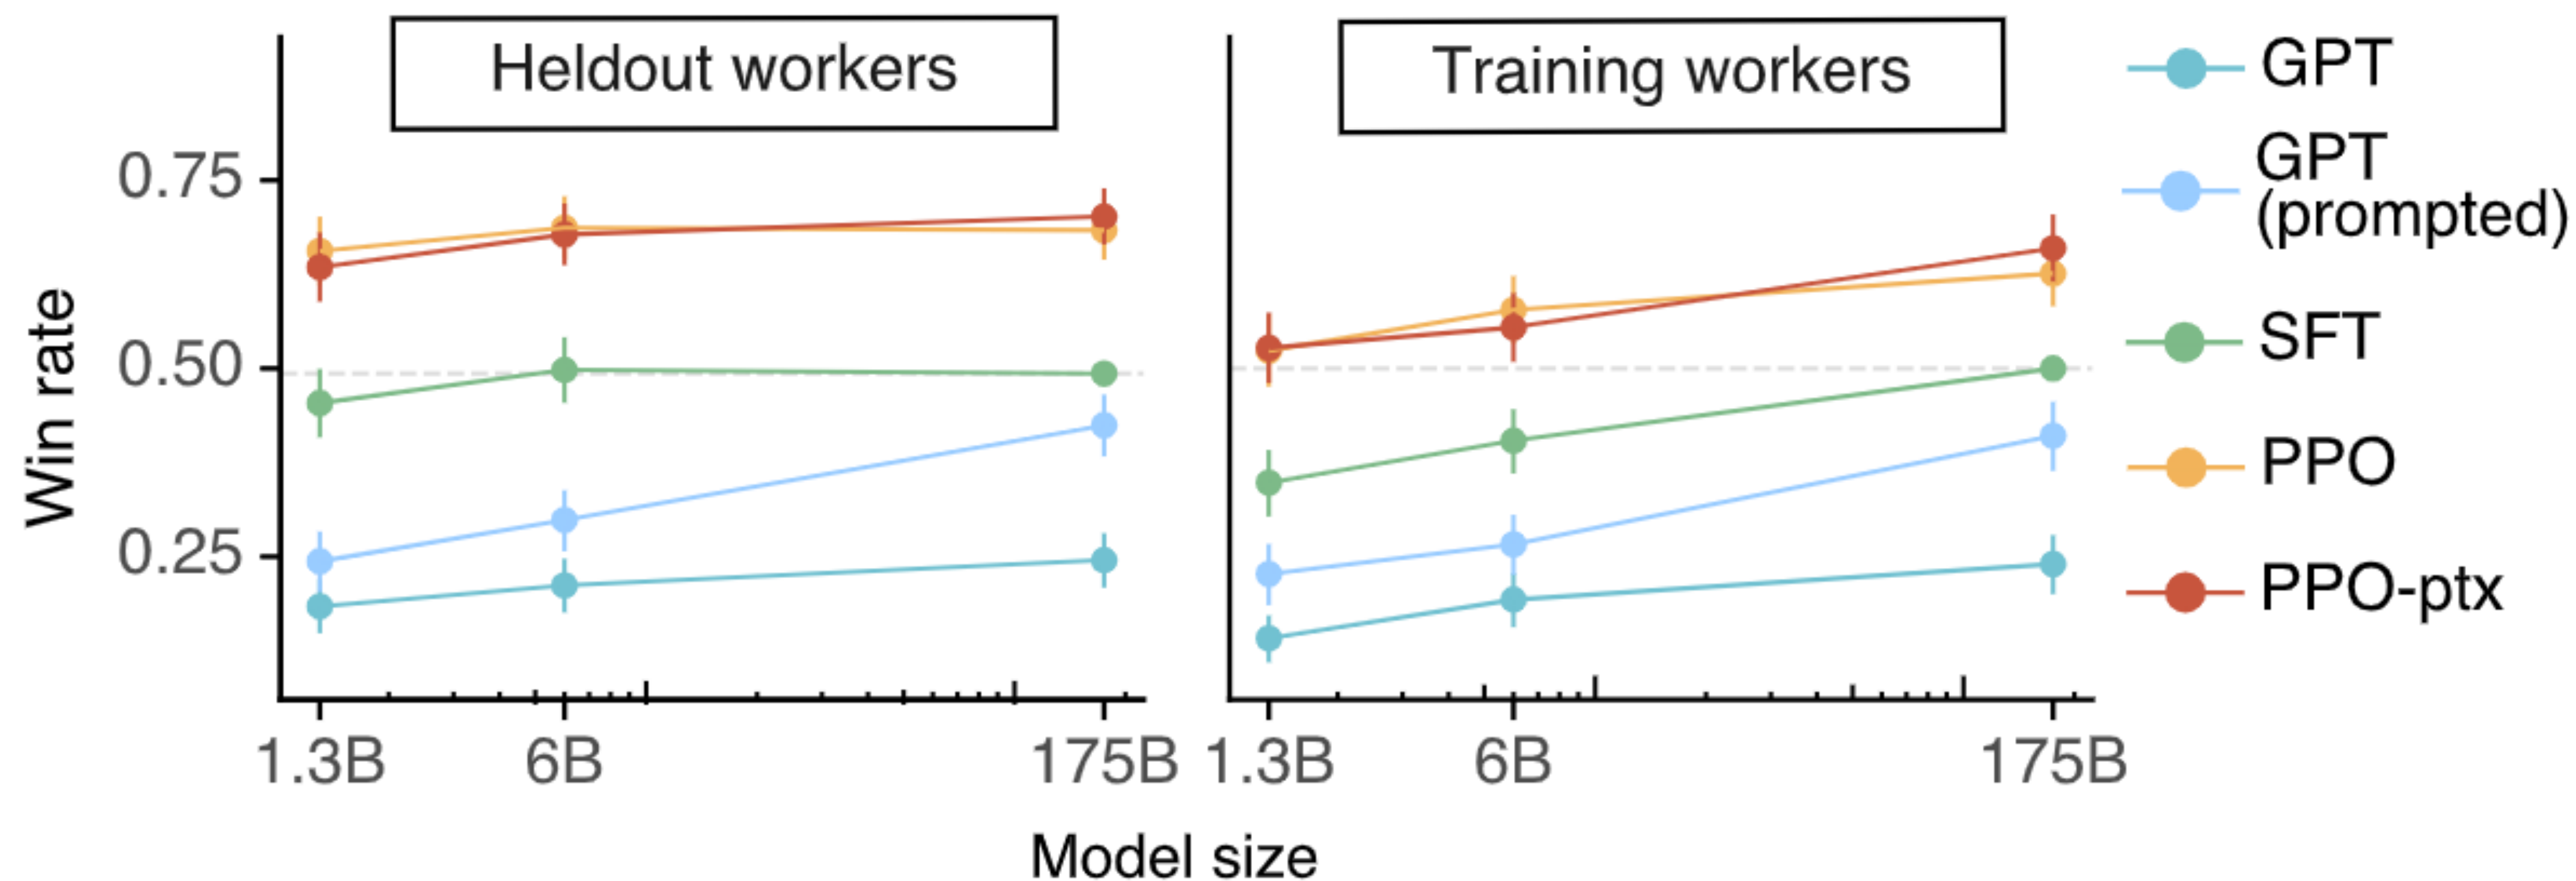 Heldout workers
Training workers
GPT
GPT
(prompted)
SFT
PPO
PPO-ptx
Win rate
0.75
0.50
0.25
1.3B
6B
175B
1.3B
6B
175B
Model size